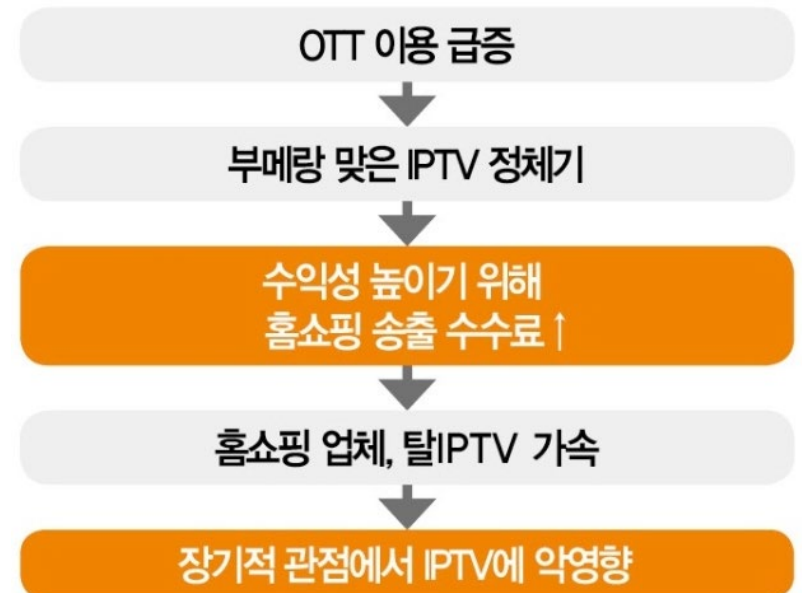 OTT 이용 급증
부메랑 맞은 IPTV 정체기
수익성 높이기 위해
홈쇼핑 송출 수수료↑
홈쇼핑 업체, 탈IPTV 가속
장기적 관점에서 IPTV에 악영향